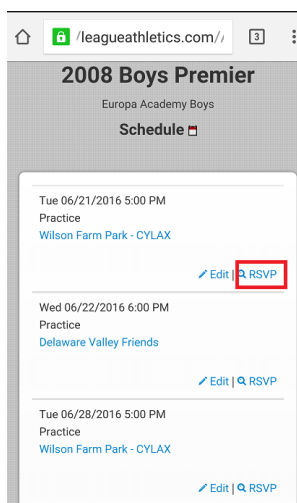 /leagueathletics.com/
3
2008 Boys Premier
Europa Academy Boys
Schedule
Tue 06/21/2016 5:00 PM
Practice
Wilson Farm Park - CYLAX
Edit | RSVP
Wed 06/22/2016 6:00 PM
Practice
Delaware Valley Friends
Edit | RSVP
Tue 06/28/2016 5:00 PM
Practice
Wilson Farm Park - CYLAX
Edit | RSVP